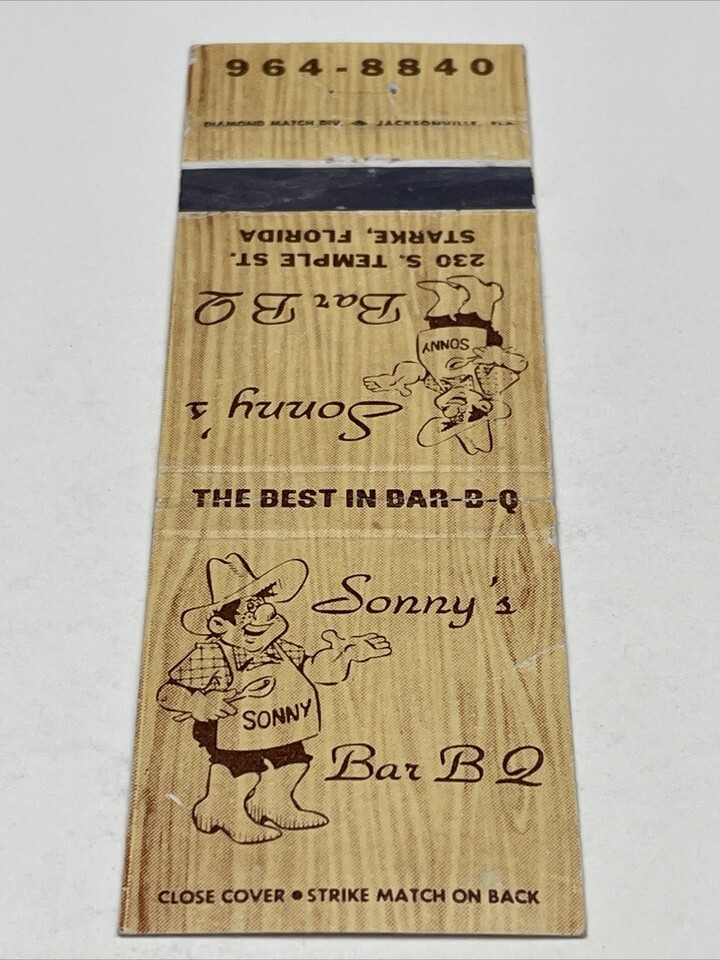 964-8840
DIAMOND MATCH DIV. JACKSONVILLE, FLA.
230 S. TEMPLE ST.
STARKE, FLORIDA
Sonny's
Bar B Q
SONNY
THE BEST IN BAR-B-Q
Sonny's
SONNY
Bar B Q
CLOSE COVER • STRIKE MATCH ON BACK